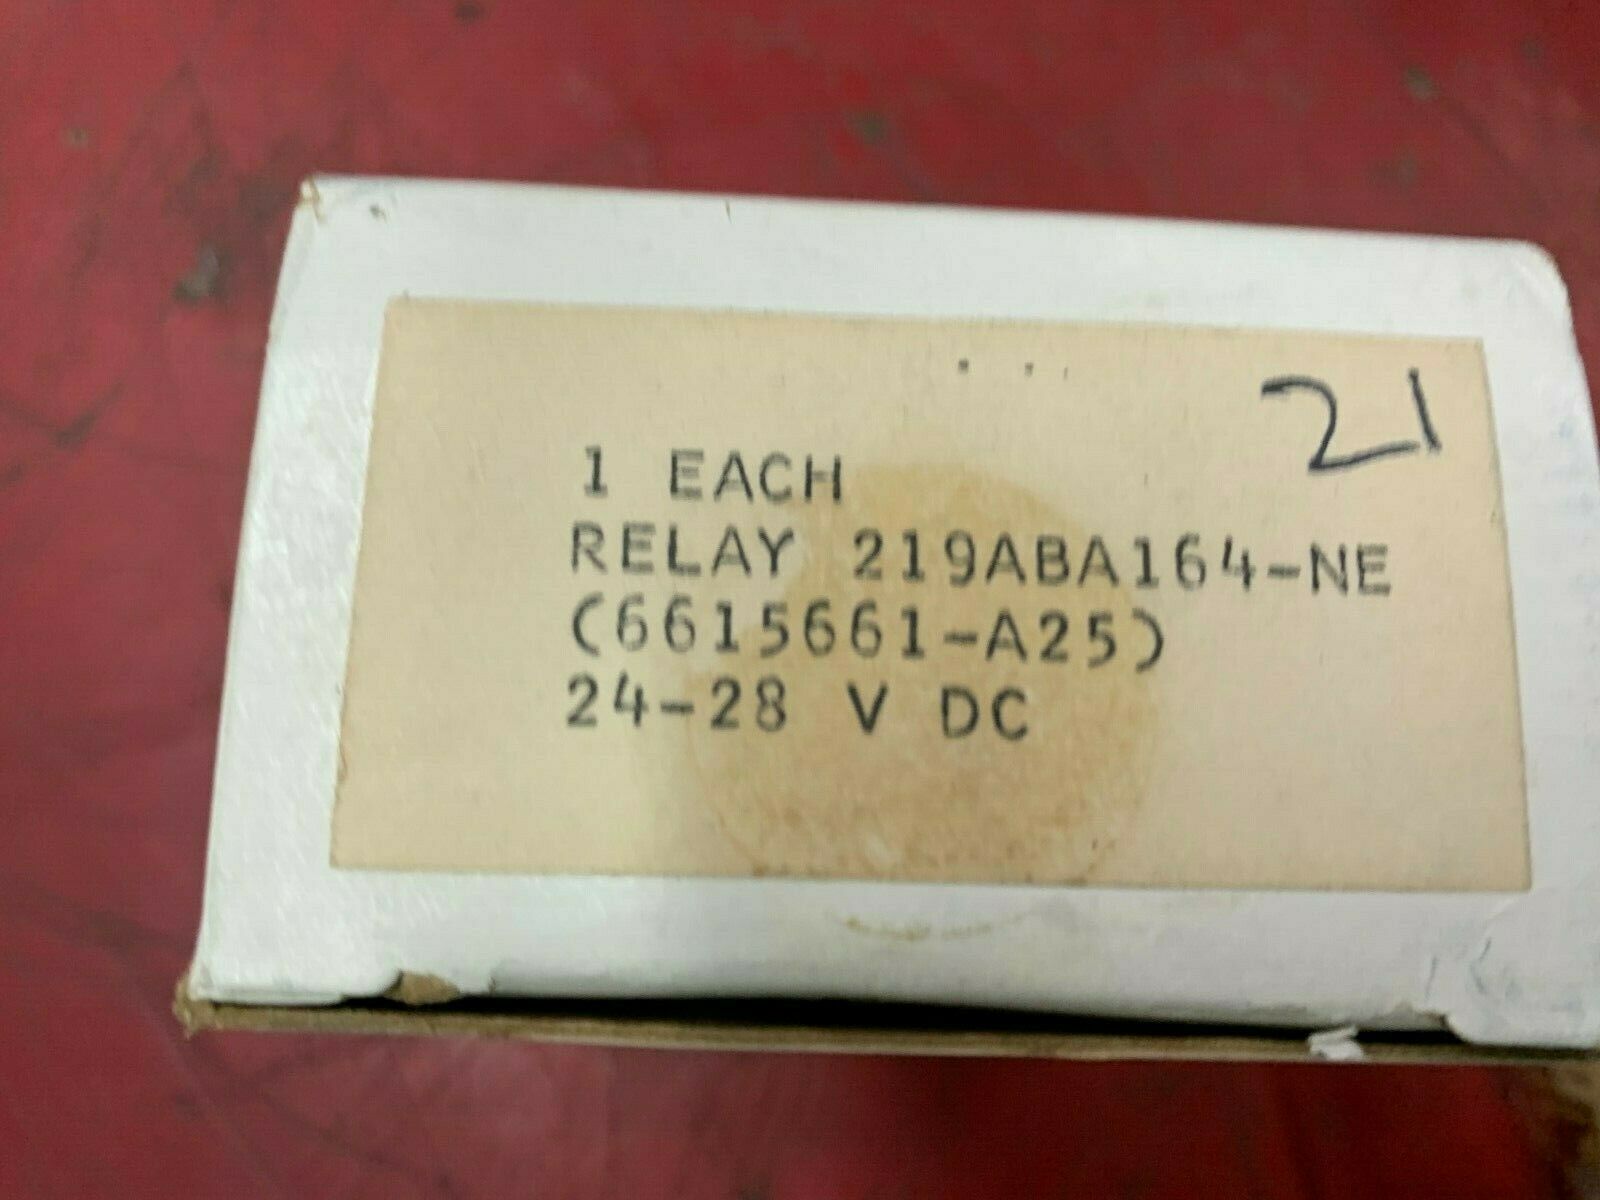 21
1 EACH
RELAY 219ABA164-NE
(6615661-A25)
24-28 V DC